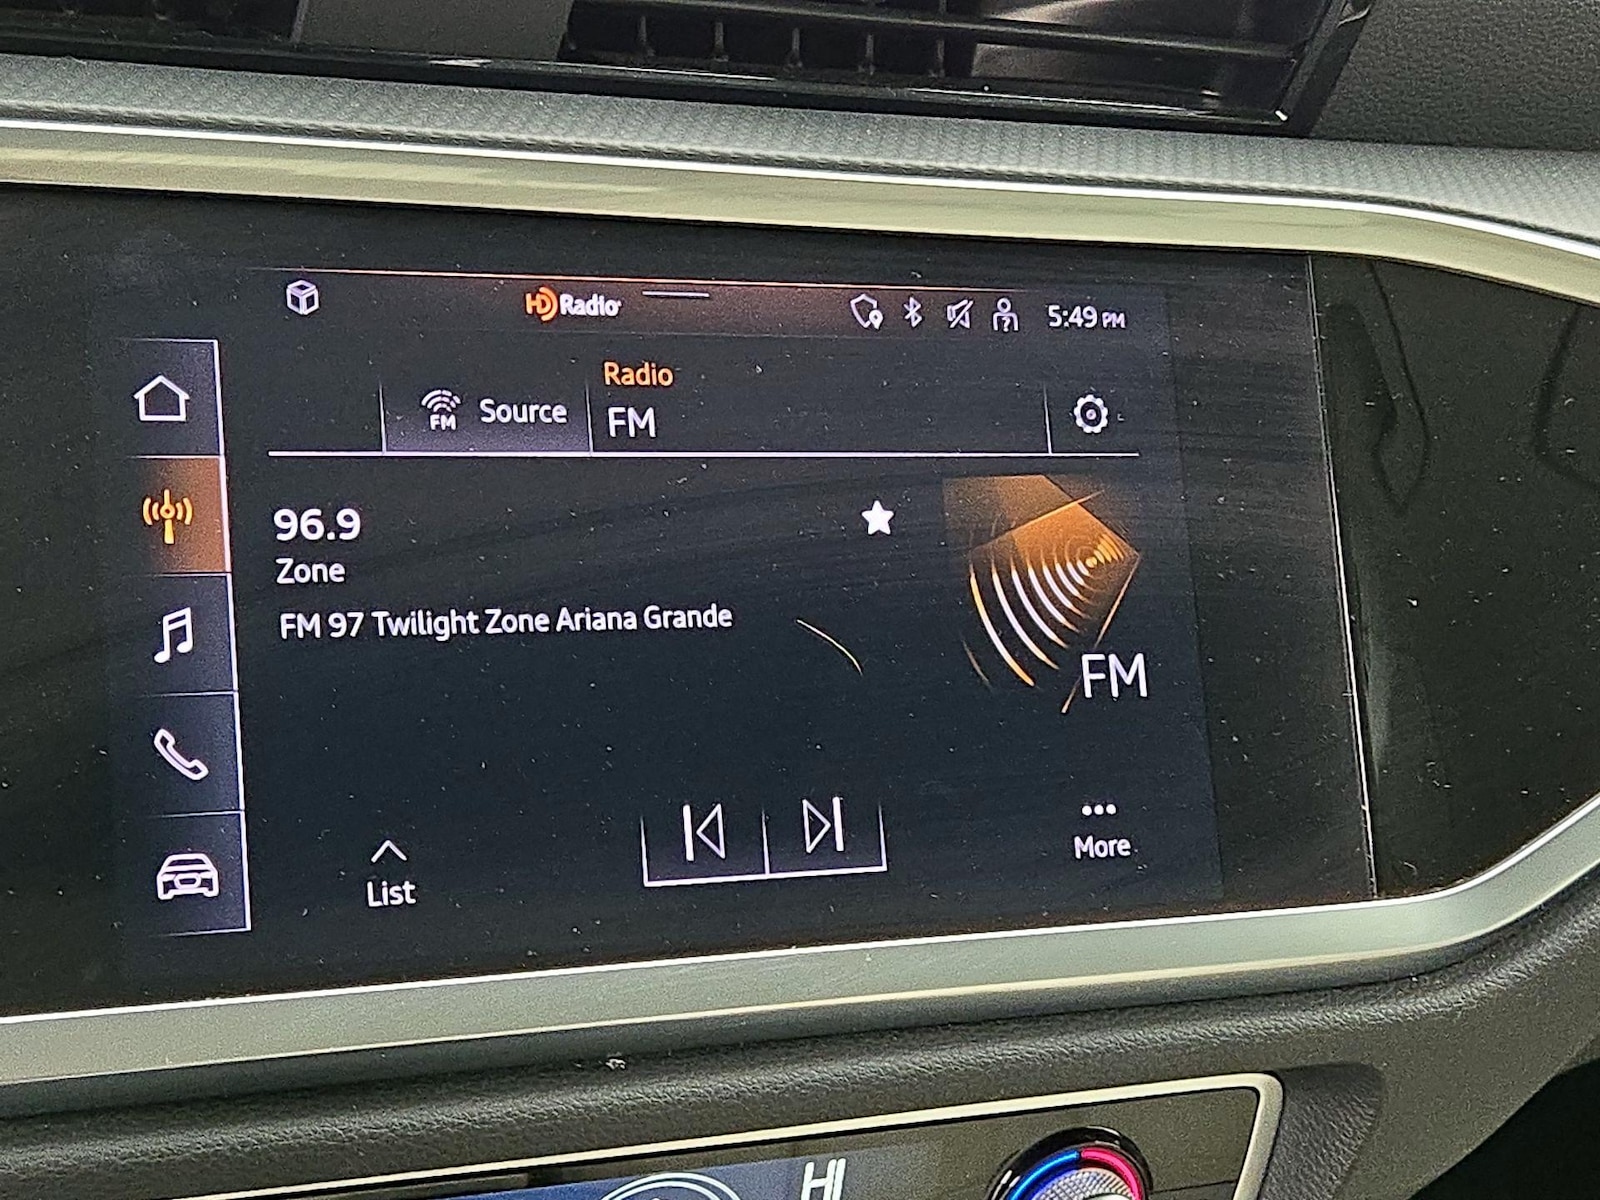 HD Radio
5:49 PM
FM Source
Radio
FM
96.9
Zone
FM 97 Twilight Zone Ariana Grande
FM
List
More
HI